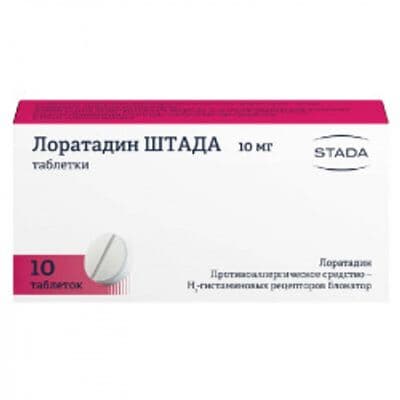 Лоратадин ШТАДА 10 мг
таблетки
STADA
10
таблеток
Лоратадин
Противоаллергическое средство –
H₁-гистаминовых рецепторов блокатор